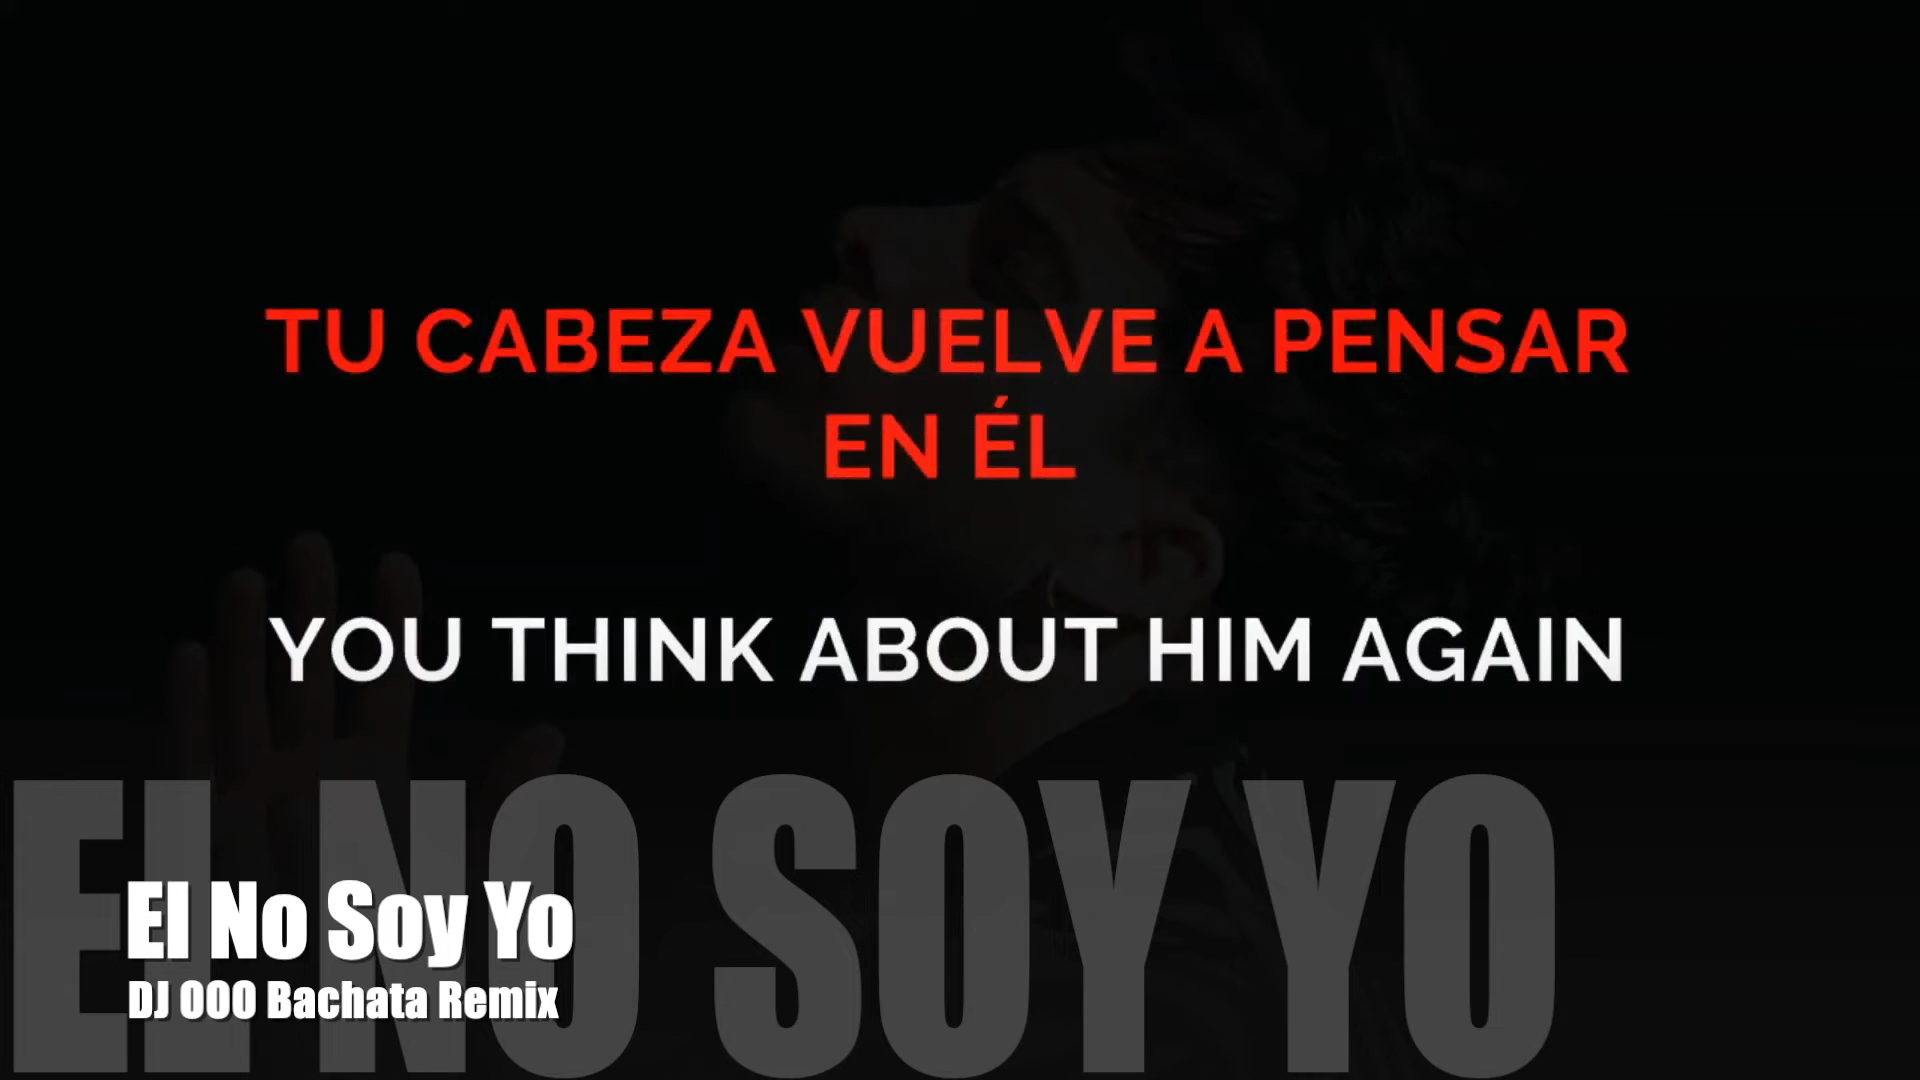 TU CABEZA VUELVE A PENSAR
EN ÉL
YOU THINK ABOUT HIM AGAIN
El NO SOY YO
El No Soy Yo
DJ OOO Bachata Remix